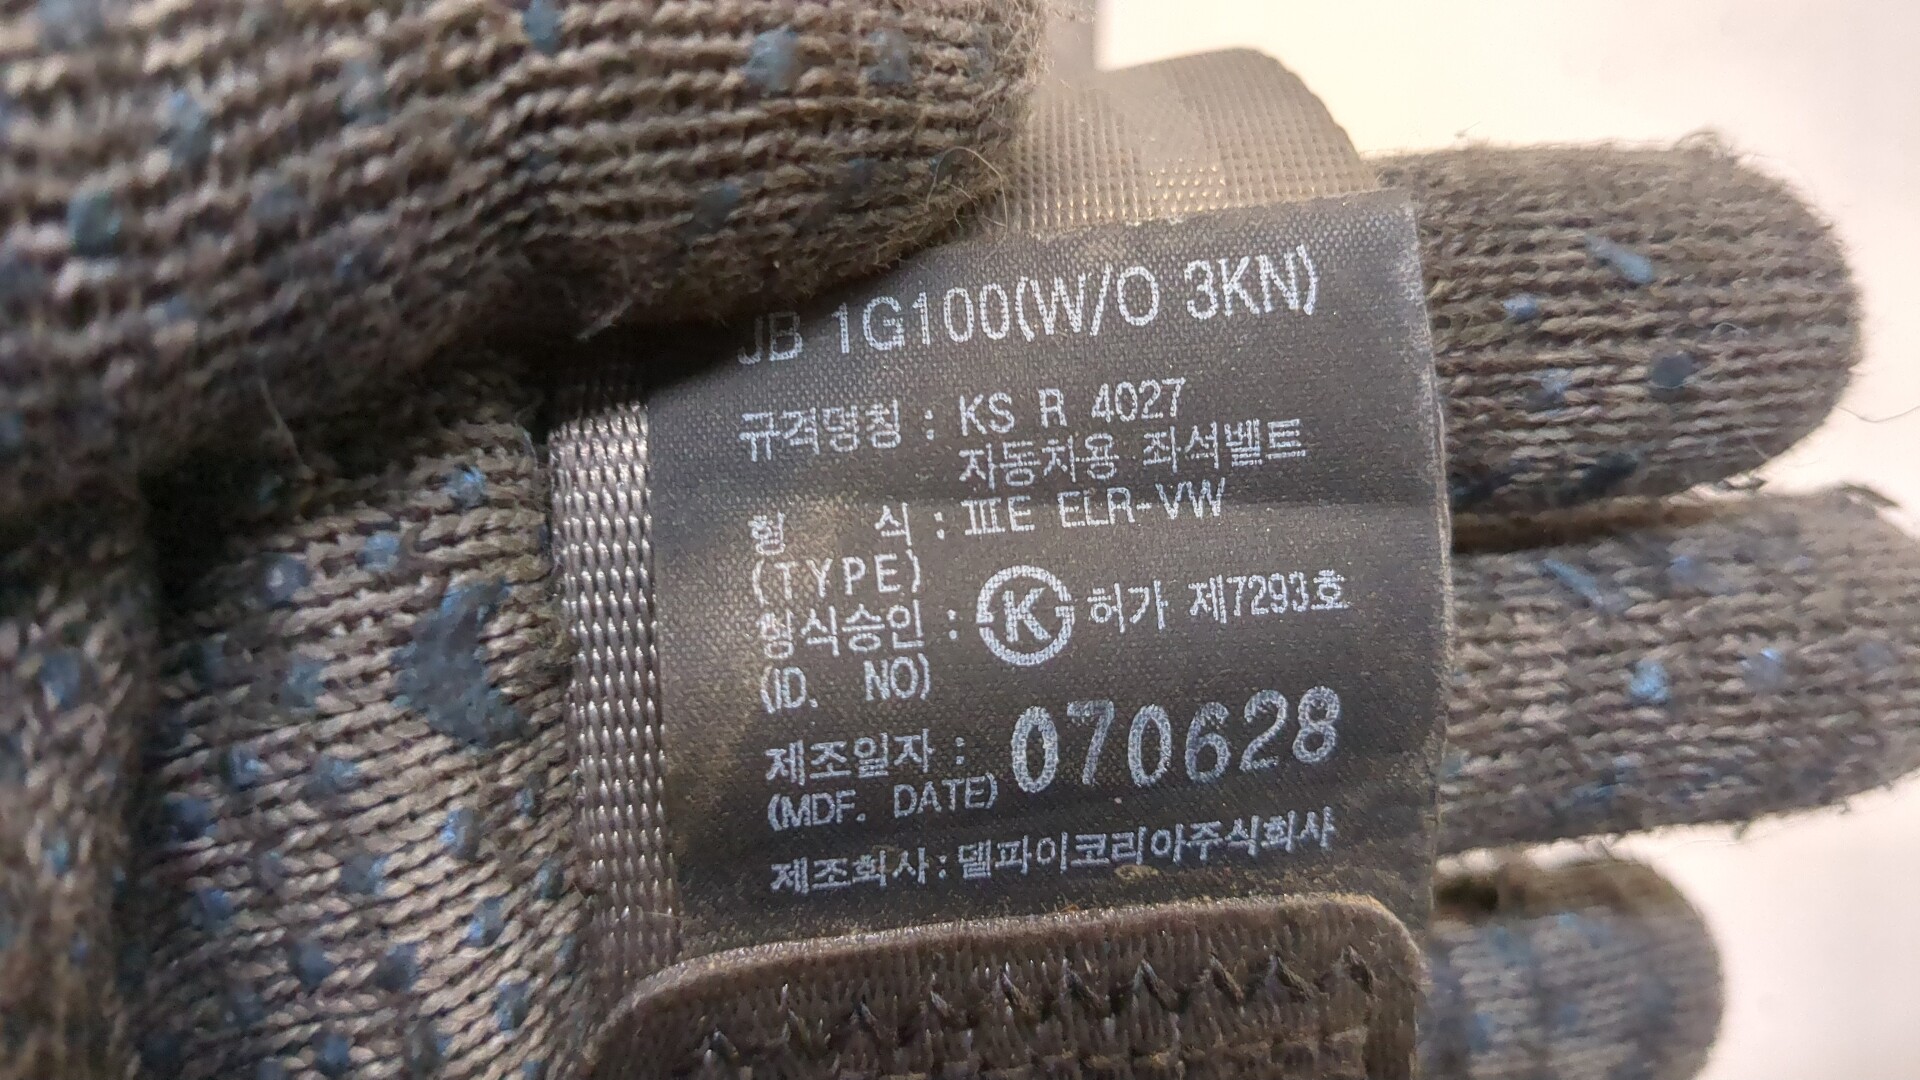 JB 1G100(W/O 3KN)
규격명칭 : KS R 4027
자동차용 좌석벨트
형 식 : ⅢE ELR-VW
(TYPE)
형식승인 : K 허가 제7293호
(ID. NO)
제조일자 : 070628
(MDF. DATE)
제조회사 : 델파이코리아주식회사